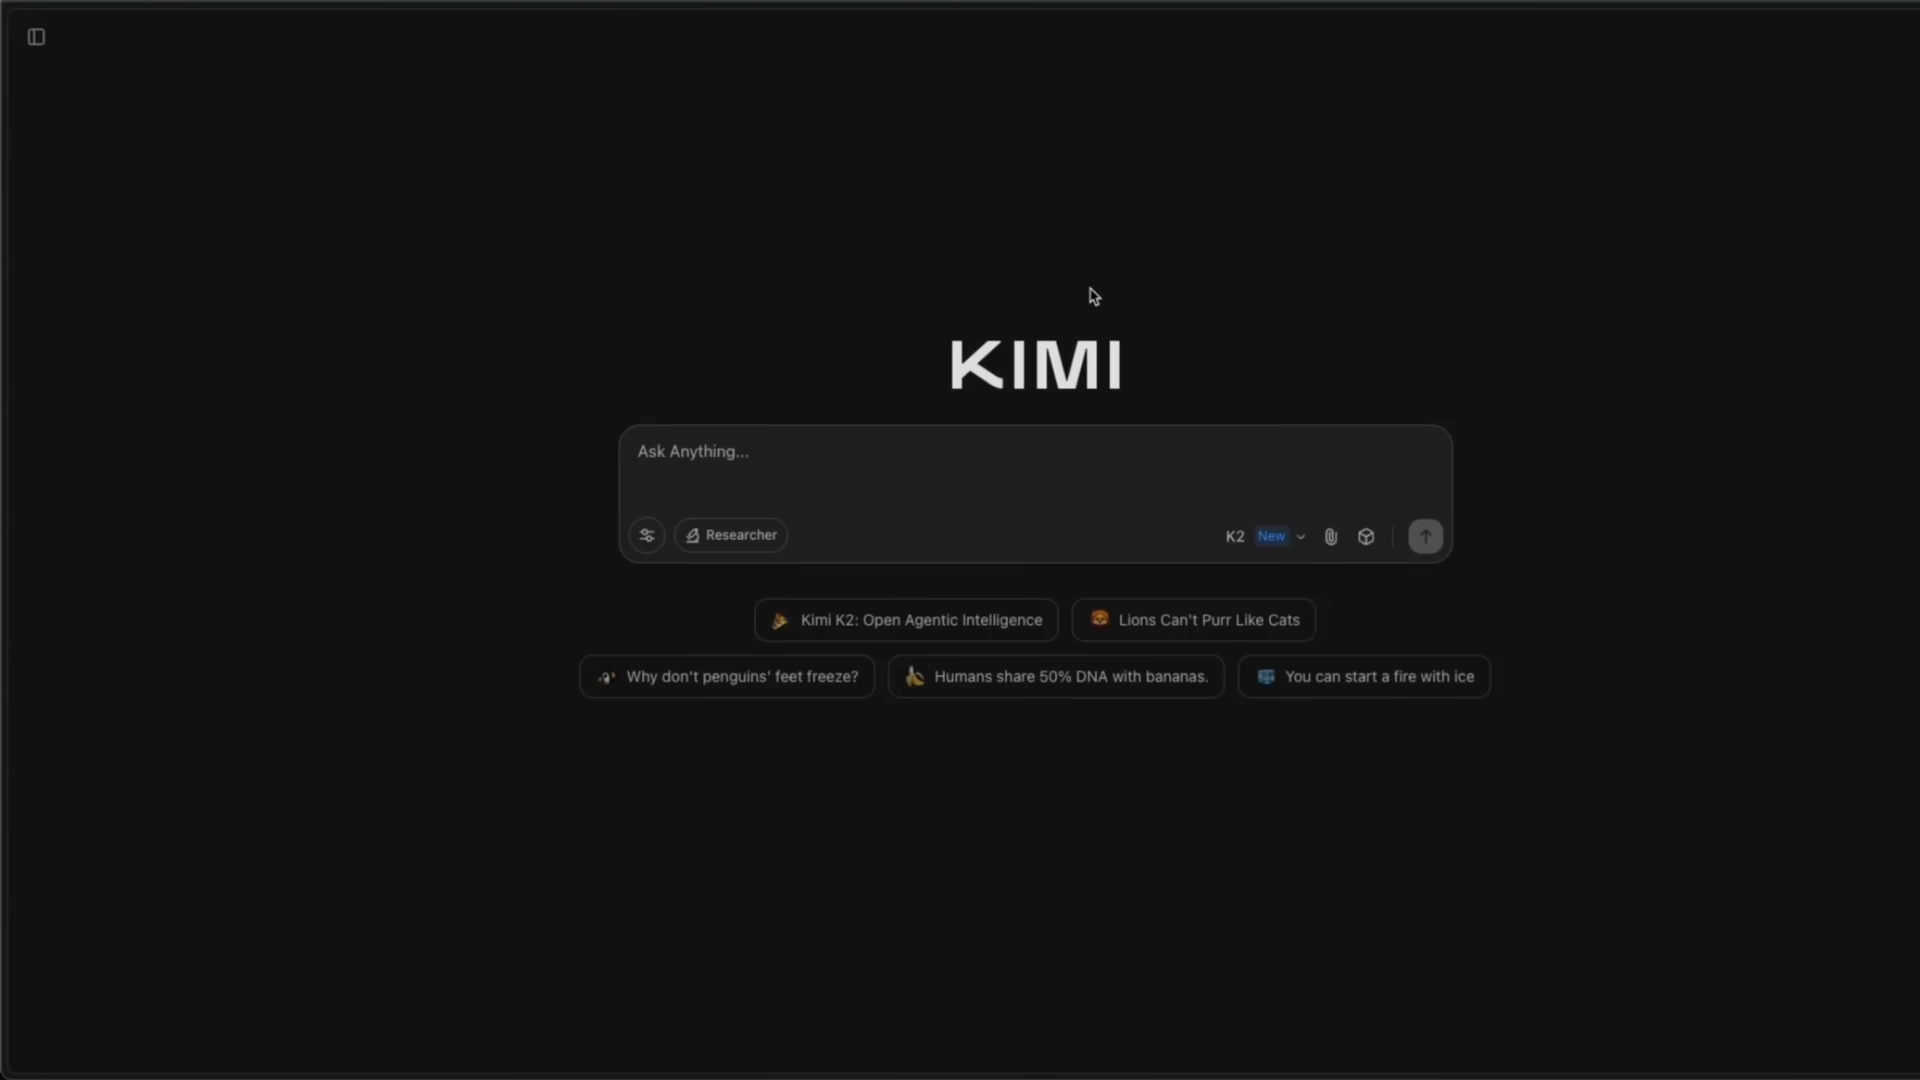 KIMI
Ask Anything...
Researcher
K2 New
Kimi K2: Open Agentic Intelligence
Lions Can't Purr Like Cats
Why don't penguins' feet freeze?
Humans share 50% DNA with bananas.
You can start a fire with ice